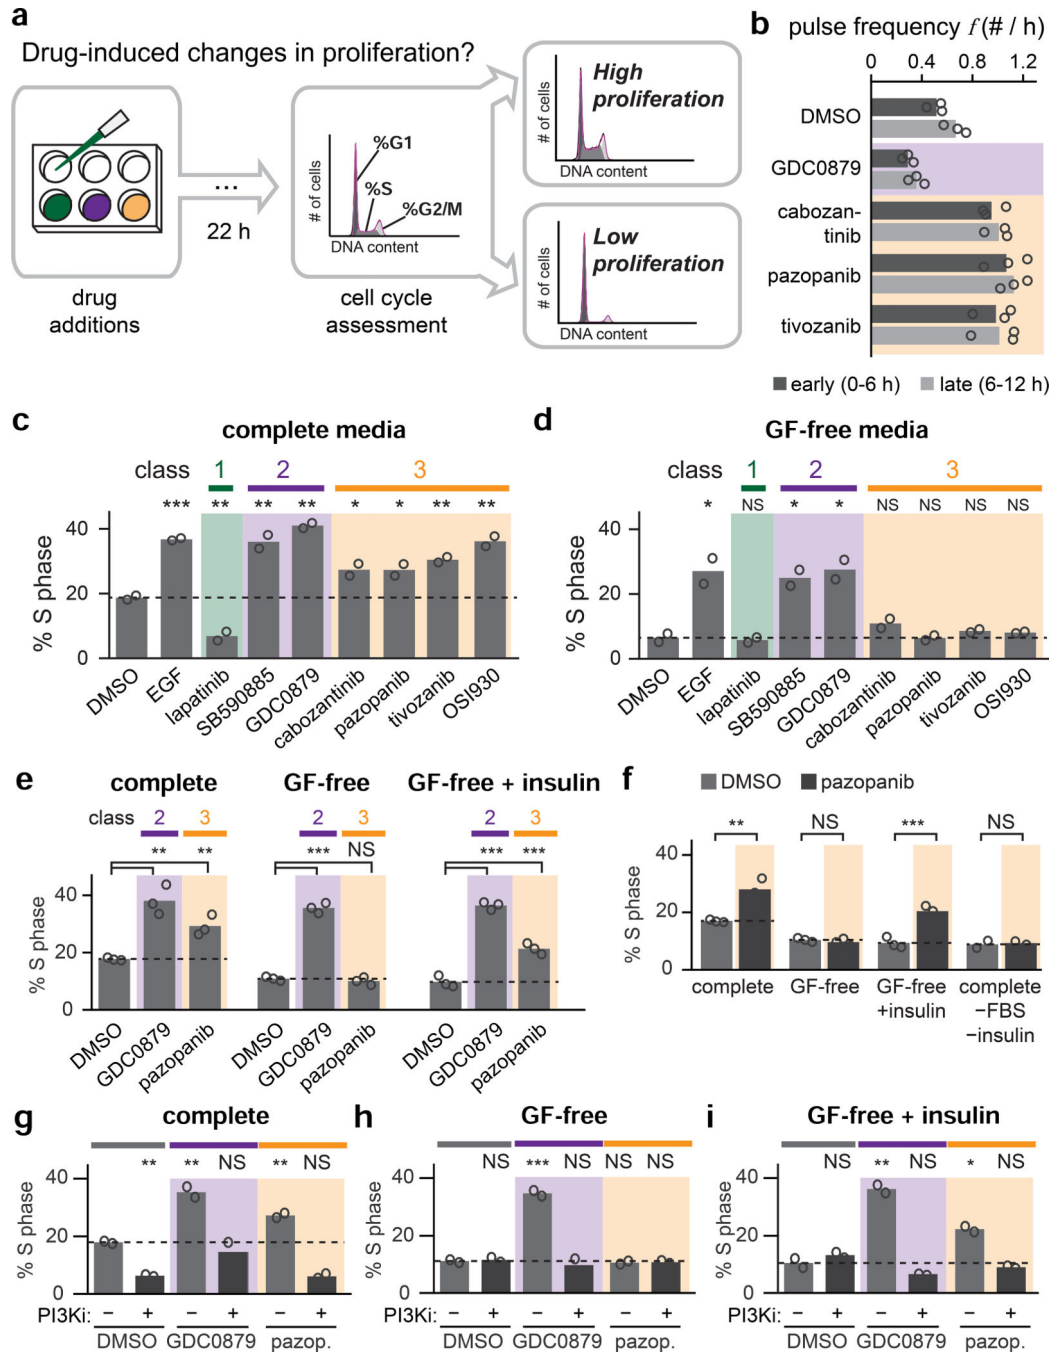 a
Drug-induced changes in proliferation?
...
22 h
drug
additions
# of cells
%G1
%S
%G2/M
DNA content
cell cycle
assessment
# of cells
High
proliferation
DNA content
# of cells
Low
proliferation
DNA content
b pulse frequency f (# / h)
0 0.4 0.8 1.2
DMSO
GDC0879
cabozan-
tinib
pazopanib
tivozanib
early (0-6 h) late (6-12 h)
c complete media
class 1 2 3
*** ** ** ** * * ** **
% S phase
40
20
0
DMSO EGF lapatinib SB590885 GDC0879 cabozantinib pazopanib tivozanib OSI930
d GF-free media
class 1 2 3
* NS * * NS NS NS NS
% S phase
40
20
0
DMSO EGF lapatinib SB590885 GDC0879 cabozantinib pazopanib tivozanib OSI930
e complete GF-free GF-free + insulin
class 2 3 2 3 2 3
** ** *** NS *** ***
% S phase
40
20
0
DMSO GDC0879 pazopanib DMSO GDC0879 pazopanib DMSO GDC0879 pazopanib
f DMSO pazopanib
** NS *** NS
% S phase
40
20
0
complete GF-free GF-free complete
+insulin −FBS
−insulin
g complete
** ** NS ** NS
% S phase
40
20
0
PI3Ki: − + − + − +
DMSO GDC0879 pazop.
h GF-free
NS *** NS NS NS
% S phase
40
20
0
PI3Ki: − + − + − +
DMSO GDC0879 pazop.
i GF-free + insulin
NS ** NS * NS
% S phase
40
20
0
PI3Ki: − + − + − +
DMSO GDC0879 pazop.